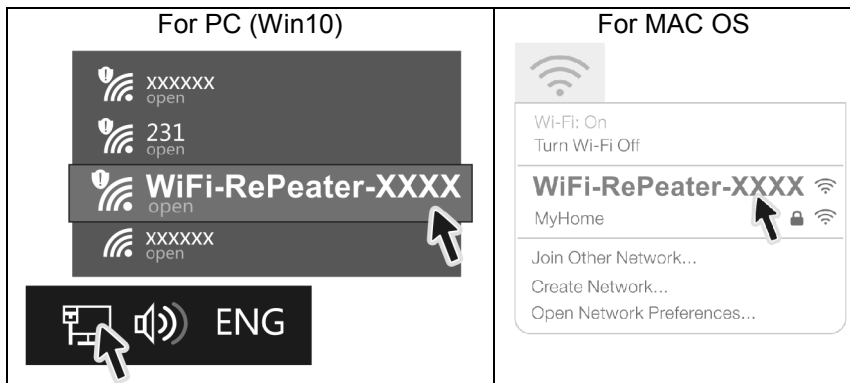 For PC (Win10)
xxxxxx
open
231
open
WiFi-RePeater-XXXX
open
xxxxxx
open
ENG
For MAC OS
Wi-Fi: On
Turn Wi-Fi Off
WiFi-RePeater-XXXX
MyHome
Join Other Network...
Create Network...
Open Network Preferences...